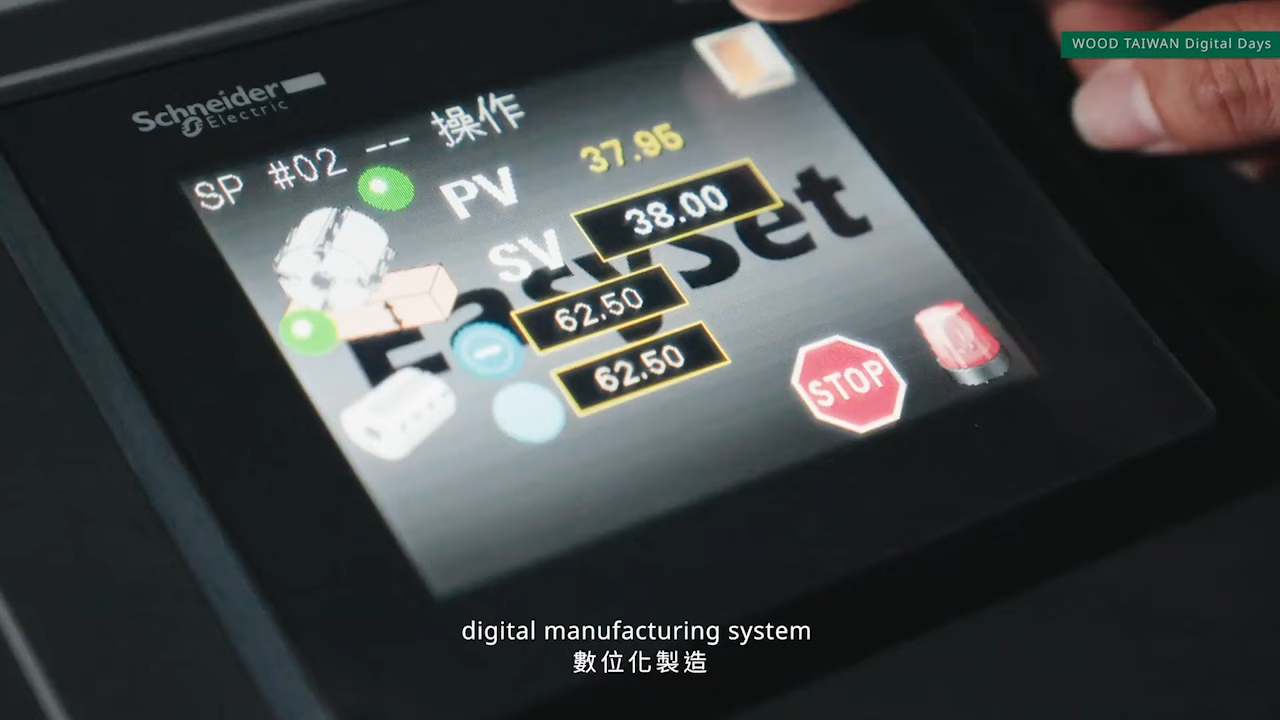 WOOD TAIWAN Digital Days
Schneider
Electric
SP #02 -- 操作
PV 37.95
SV 38.00
EasySet
62.50
62.50
STOP
digital manufacturing system
數位化製造